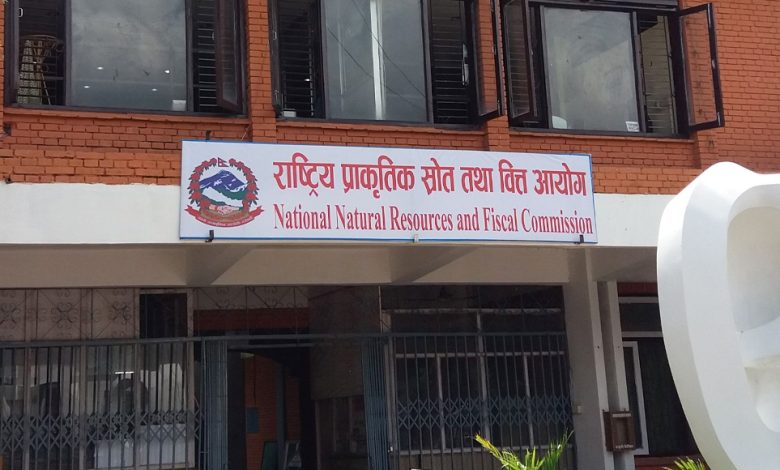 राष्ट्रिय प्राकृतिक स्रोत तथा वित्त आयोग
National Natural Resources and Fiscal Commission